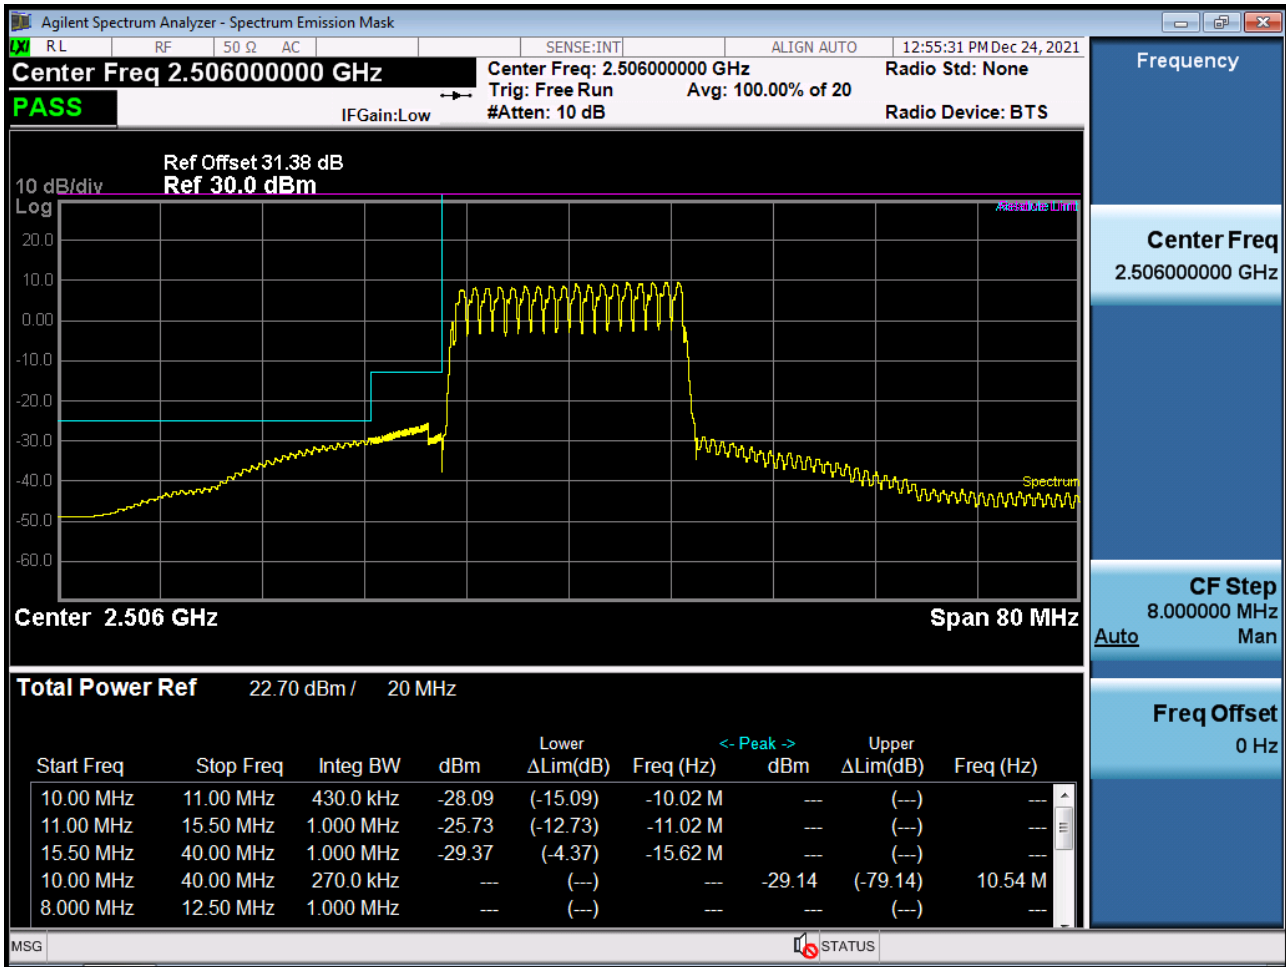 Agilent Spectrum Analyzer - Spectrum Emission Mask
LXI RL RF 50 Ω AC SENSE:INT ALIGN AUTO 12:55:31 PM Dec 24, 2021
Center Freq 2.506000000 GHz
Center Freq: 2.506000000 GHz
Radio Std: None
Trig: Free Run
Avg: 100.00% of 20
PASS
IFGain:Low
#Atten: 10 dB
Radio Device: BTS
Ref Offset 31.38 dB
10 dB/div Ref 30.0 dBm
Log
Absolute Limit
20.0
10.0
0.00
-10.0
-20.0
-30.0
-40.0
Spectrum
-50.0
-60.0
Center 2.506 GHz
Span 80 MHz
Total Power Ref 22.70 dBm / 20 MHz
Lower <- Peak -> Upper
Start Freq Stop Freq Integ BW dBm ΔLim(dB) Freq (Hz) dBm ΔLim(dB) Freq (Hz)
10.00 MHz 11.00 MHz 430.0 kHz -28.09 (-15.09) -10.02 M --- (---) ---
11.00 MHz 15.50 MHz 1.000 MHz -25.73 (-12.73) -11.02 M --- (---) ---
15.50 MHz 40.00 MHz 1.000 MHz -29.37 (-4.37) -15.62 M --- (---) ---
10.00 MHz 40.00 MHz 270.0 kHz --- (---) --- -29.14 (-79.14) 10.54 M
8.000 MHz 12.50 MHz 1.000 MHz --- (---) --- --- (---) ---
MSG
STATUS
Frequency
Center Freq
2.506000000 GHz
CF Step
8.000000 MHz
Auto Man
Freq Offset
0 Hz